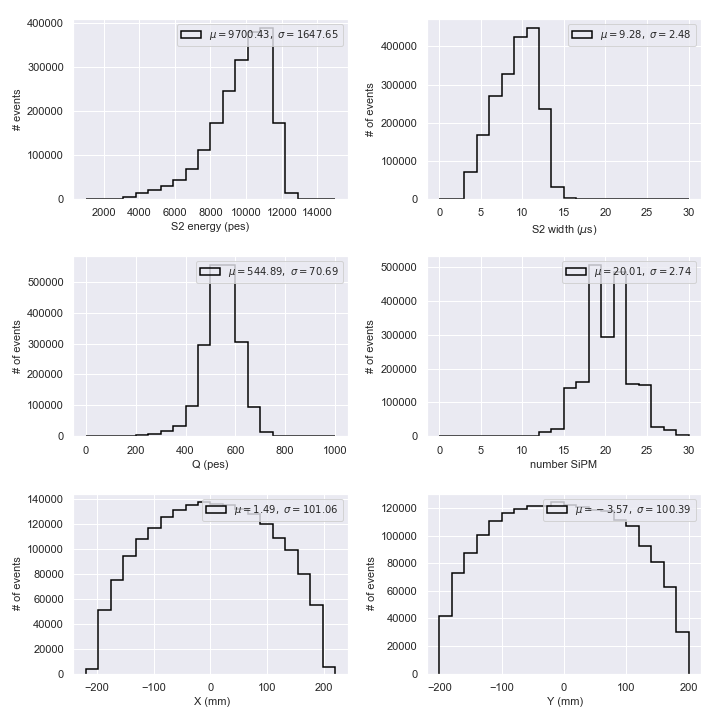 400000
300000
200000
100000
0
# events
μ = 9700.43, σ = 1647.65
2000 4000 6000 8000 10000 12000 14000
S2 energy (pes)
400000
300000
200000
100000
0
# of events
μ = 9.28, σ = 2.48
0 5 10 15 20 25 30
S2 width (μs)
500000
400000
300000
200000
100000
0
# of events
μ = 544.89, σ = 70.69
0 200 400 600 800 1000
Q (pes)
500000
400000
300000
200000
100000
0
# of events
μ = 20.01, σ = 2.74
0 5 10 15 20 25 30
number SiPM
140000
120000
100000
80000
60000
40000
20000
0
# of events
μ = 1.49, σ = 101.06
−200 −100 0 100 200
X (mm)
120000
100000
80000
60000
40000
20000
0
# of events
μ = −3.57, σ = 100.39
−200 −100 0 100 200
Y (mm)